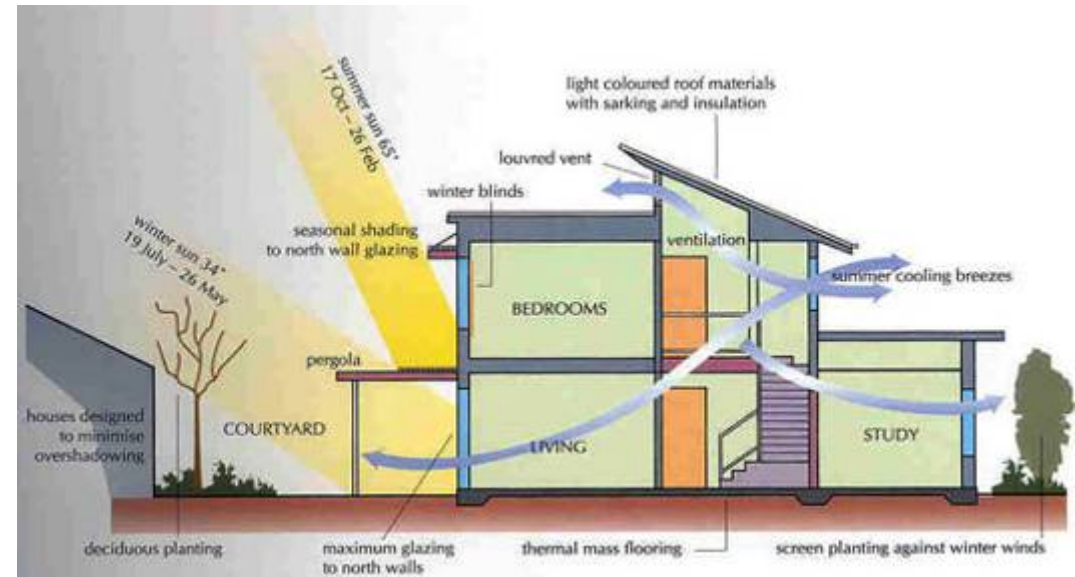 summer sun 65°
17 Oct – 26 Feb
light coloured roof materials
with sarking and insulation
louvred vent
winter blinds
winter sun 34°
19 July – 26 May
seasonal shading
to north wall glazing
ventilation
summer cooling breezes
BEDROOMS
pergola
houses designed
to minimise
overshadowing
COURTYARD
LIVING
STUDY
deciduous planting
maximum glazing
to north walls
thermal mass flooring
screen planting against winter winds